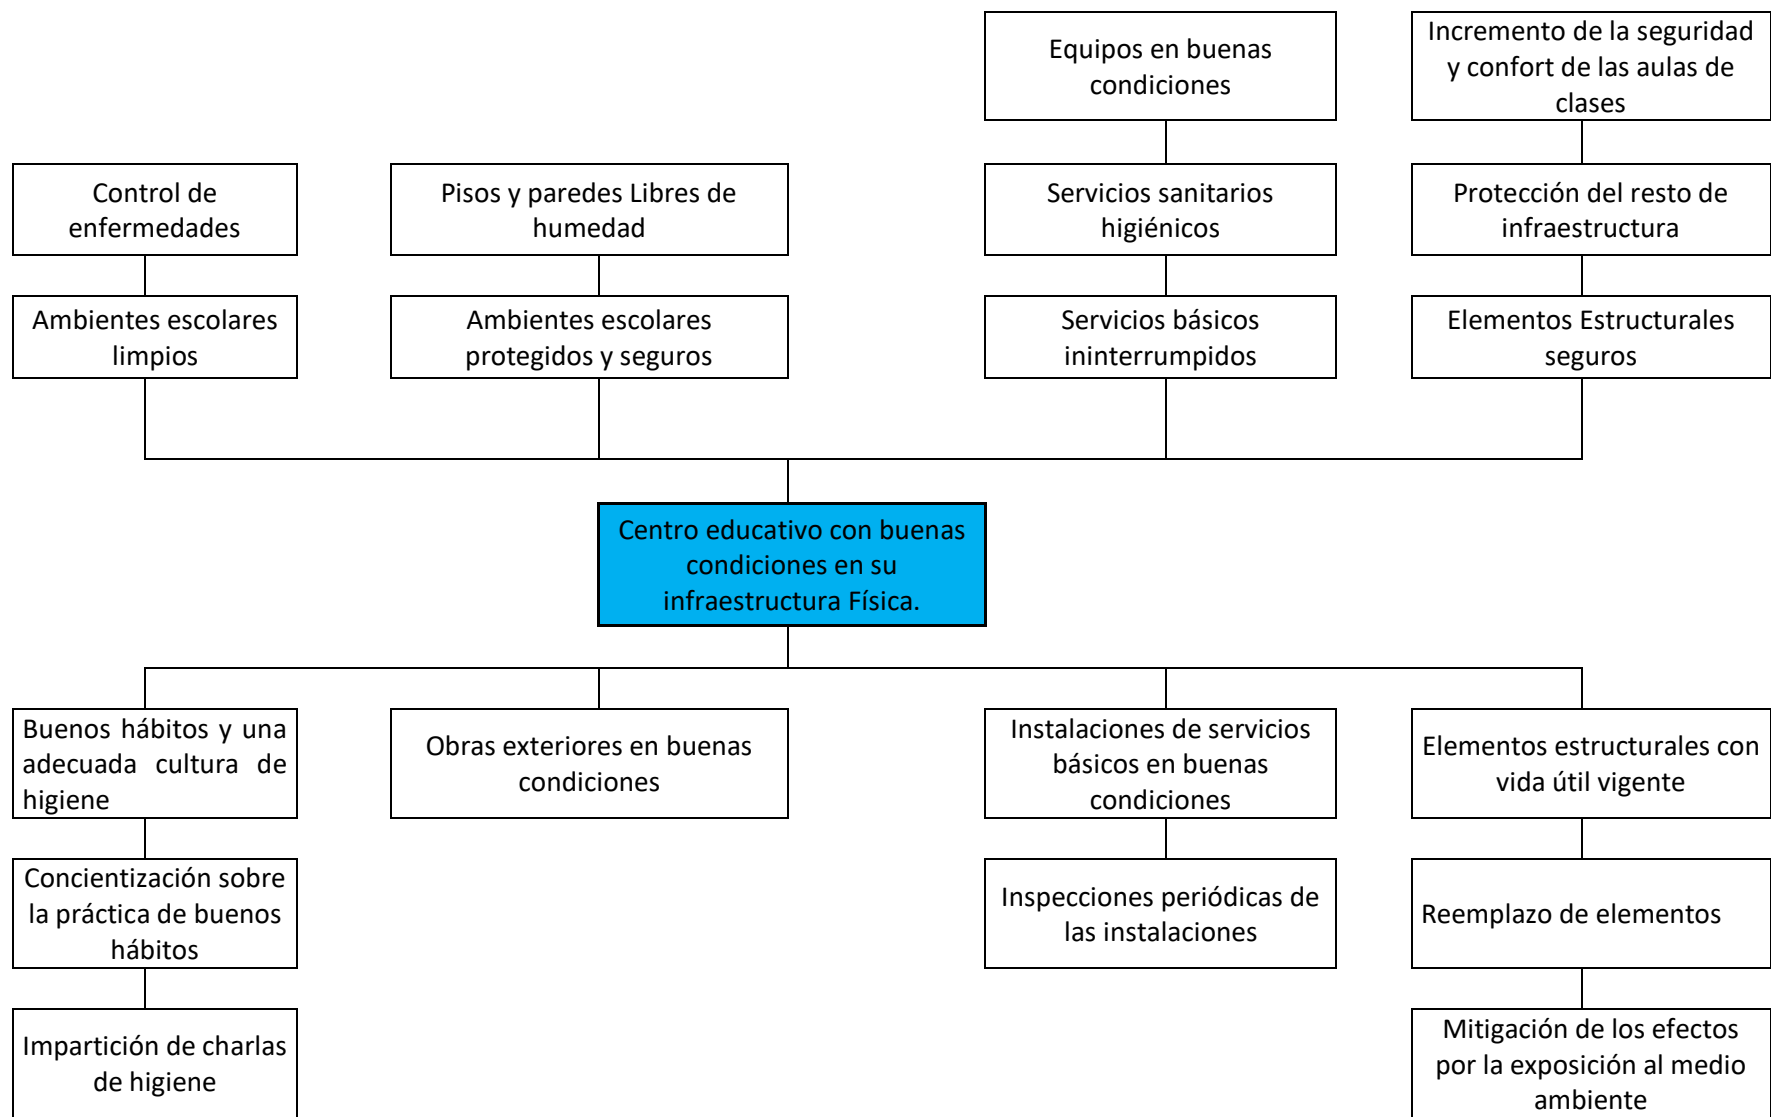 Equipos en buenas
condiciones
Incremento de la seguridad
y confort de las aulas de
clases
Control de
enfermedades
Pisos y paredes Libres de
humedad
Servicios sanitarios
higiénicos
Protección del resto de
infraestructura
Ambientes escolares
limpios
Ambientes escolares
protegidos y seguros
Servicios básicos
ininterrumpidos
Elementos Estructurales
seguros
Centro educativo con buenas
condiciones en su
infraestructura Física.
Buenos hábitos y una
adecuada cultura de
higiene
Obras exteriores en buenas
condiciones
Instalaciones de servicios
básicos en buenas
condiciones
Elementos estructurales con
vida útil vigente
Concientización sobre
la práctica de buenos
hábitos
Inspecciones periódicas de
las instalaciones
Reemplazo de elementos
Impartición de charlas
de higiene
Mitigación de los efectos
por la exposición al medio
ambiente